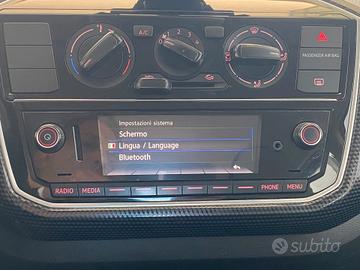 A/C
PASSENGER AIR BAG
Impostazioni sistema
Schermo
Lingua / Language
Bluetooth
RADIO MEDIA PHONE MENU
subito